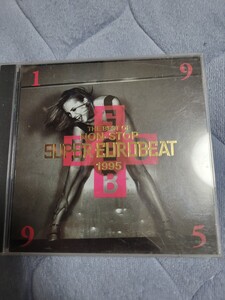 1 9
THE BEST OF
NON-STOP
SUPER EUROBEAT
1995
B
9 5